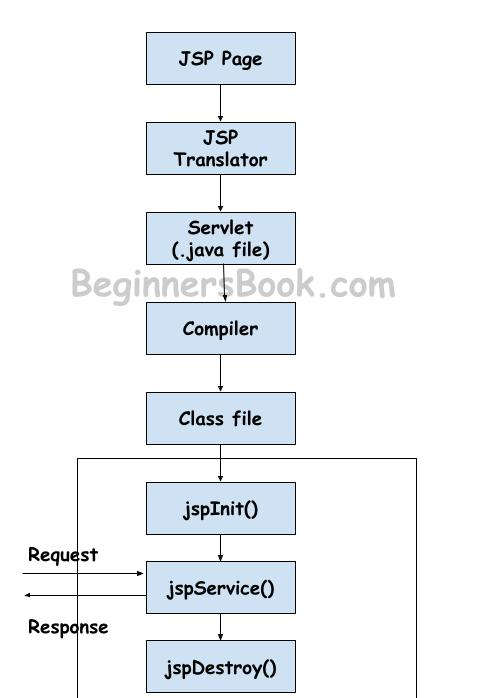 JSP Page
JSP
Translator
Servlet
(.java file)
BeginnersBook.com
Compiler
Class file
jspInit()
Request
jspService()
Response
jspDestroy()